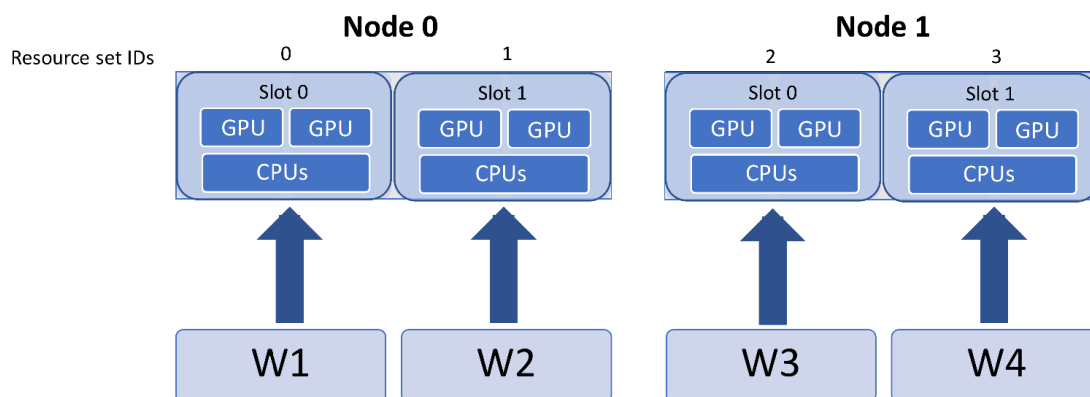 Node 0 Node 1
Resource set IDs 0 1 2 3
Slot 0 Slot 1 Slot 0 Slot 1
GPU GPU GPU GPU GPU GPU GPU GPU
CPUs CPUs CPUs CPUs
W1 W2 W3 W4